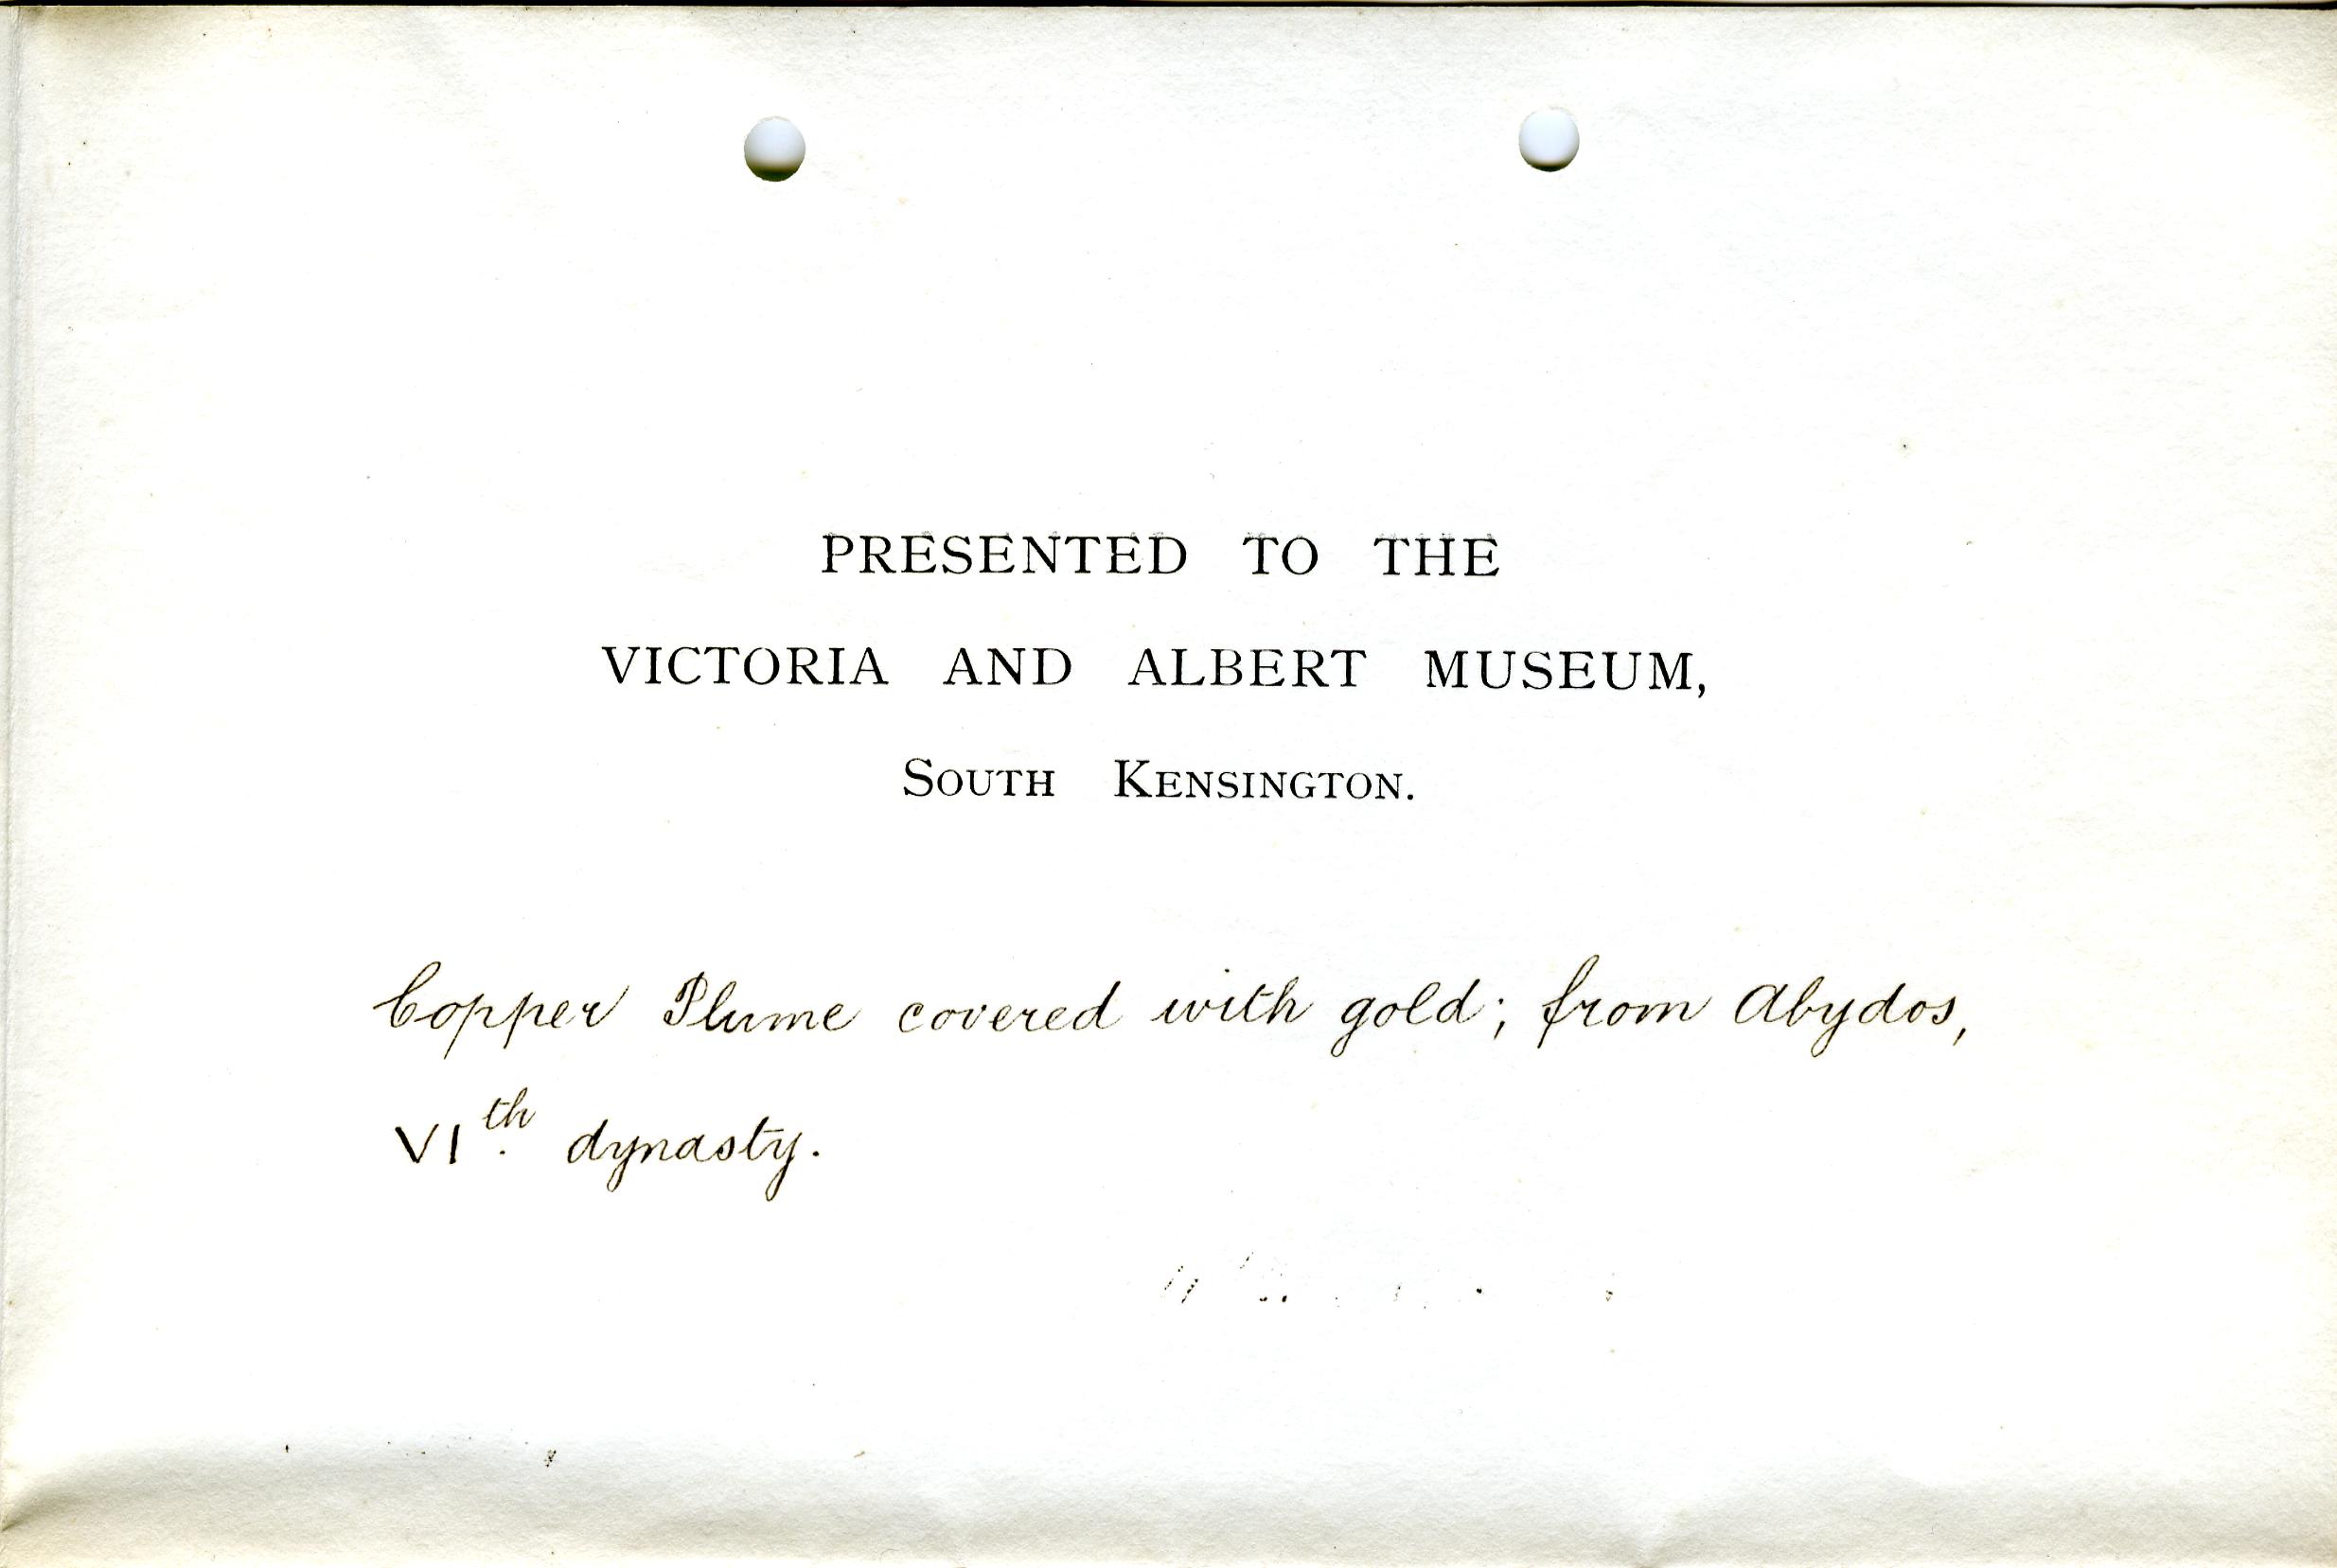 PRESENTED TO THE
VICTORIA AND ALBERT MUSEUM,
SOUTH KENSINGTON.
Copper Plume covered with gold; from Abydos,
VIth. dynasty.